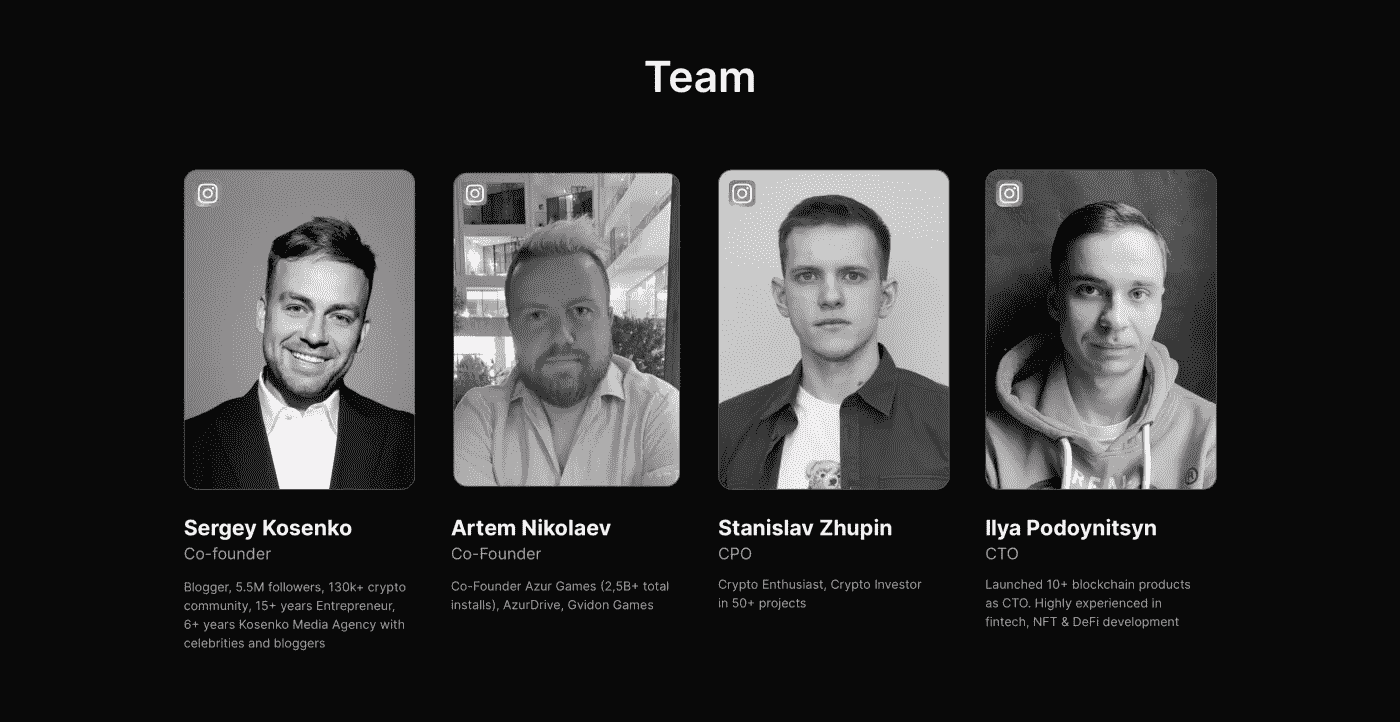 Team
Sergey Kosenko
Co-founder
Blogger, 5.5M followers, 130k+ crypto
community, 15+ years Entrepreneur,
6+ years Kosenko Media Agency with
celebrities and bloggers
Artem Nikolaev
Co-Founder
Co-Founder Azur Games (2,5B+ total
installs), AzurDrive, Gvidon Games
Stanislav Zhupin
CPO
Crypto Enthusiast, Crypto Investor
in 50+ projects
Ilya Podoynitsyn
CTO
Launched 10+ blockchain products
as CTO. Highly experienced in
fintech, NFT & DeFi development